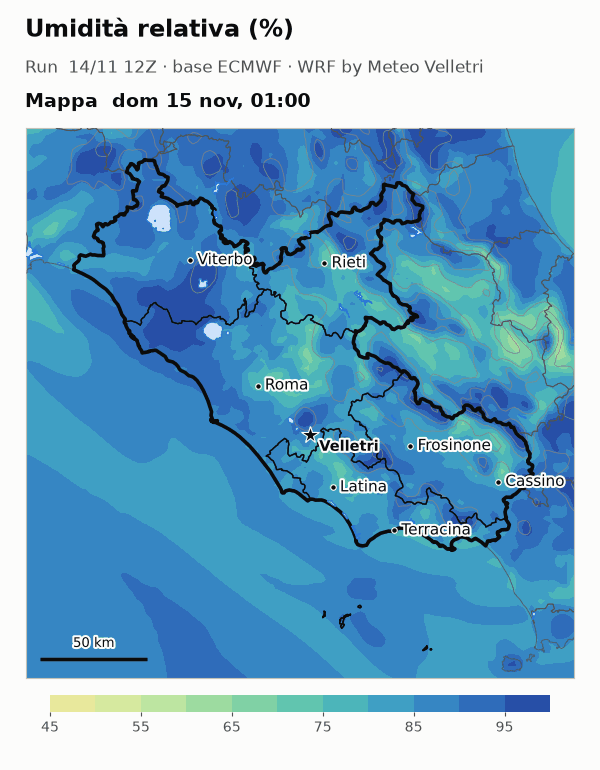 Umidità relativa (%)
Run  14/11 12Z · base ECMWF · WRF by Meteo Velletri
Mappa  dom 15 nov, 01:00
Viterbo
Rieti
Roma
Velletri
Frosinone
Cassino
Latina
Terracina
50 km
45 55 65 75 85 95